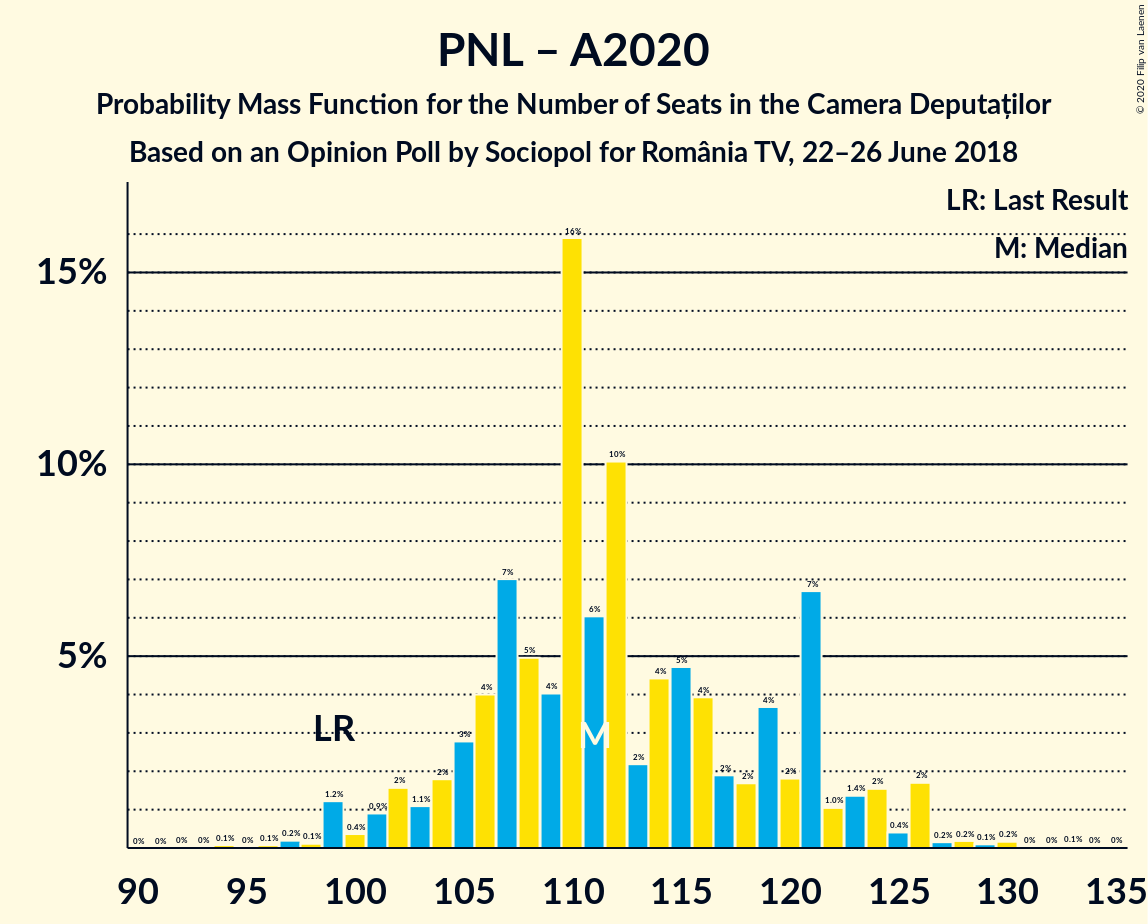 PNL – A2020
Probability Mass Function for the Number of Seats in the Camera Deputaților
Based on an Opinion Poll by Sociopol for România TV, 22–26 June 2018
© 2020 Filip van Laenen
LR: Last Result
M: Median
15%
10%
5%
0% 0% 0% 0% 0.1% 0% 0.1% 0.2% 0.1% 1.2% 0.4% 0.9% 2% 1.1% 2% 3% 4% 7% 5% 4% 16% 6% 10% 2% 4% 5% 4% 2% 2% 4% 2% 7% 1.0% 1.4% 2% 0.4% 2% 0.2% 0.2% 0.1% 0.2% 0% 0% 0.1% 0% 0%
LR
M
90 95 100 105 110 115 120 125 130 135